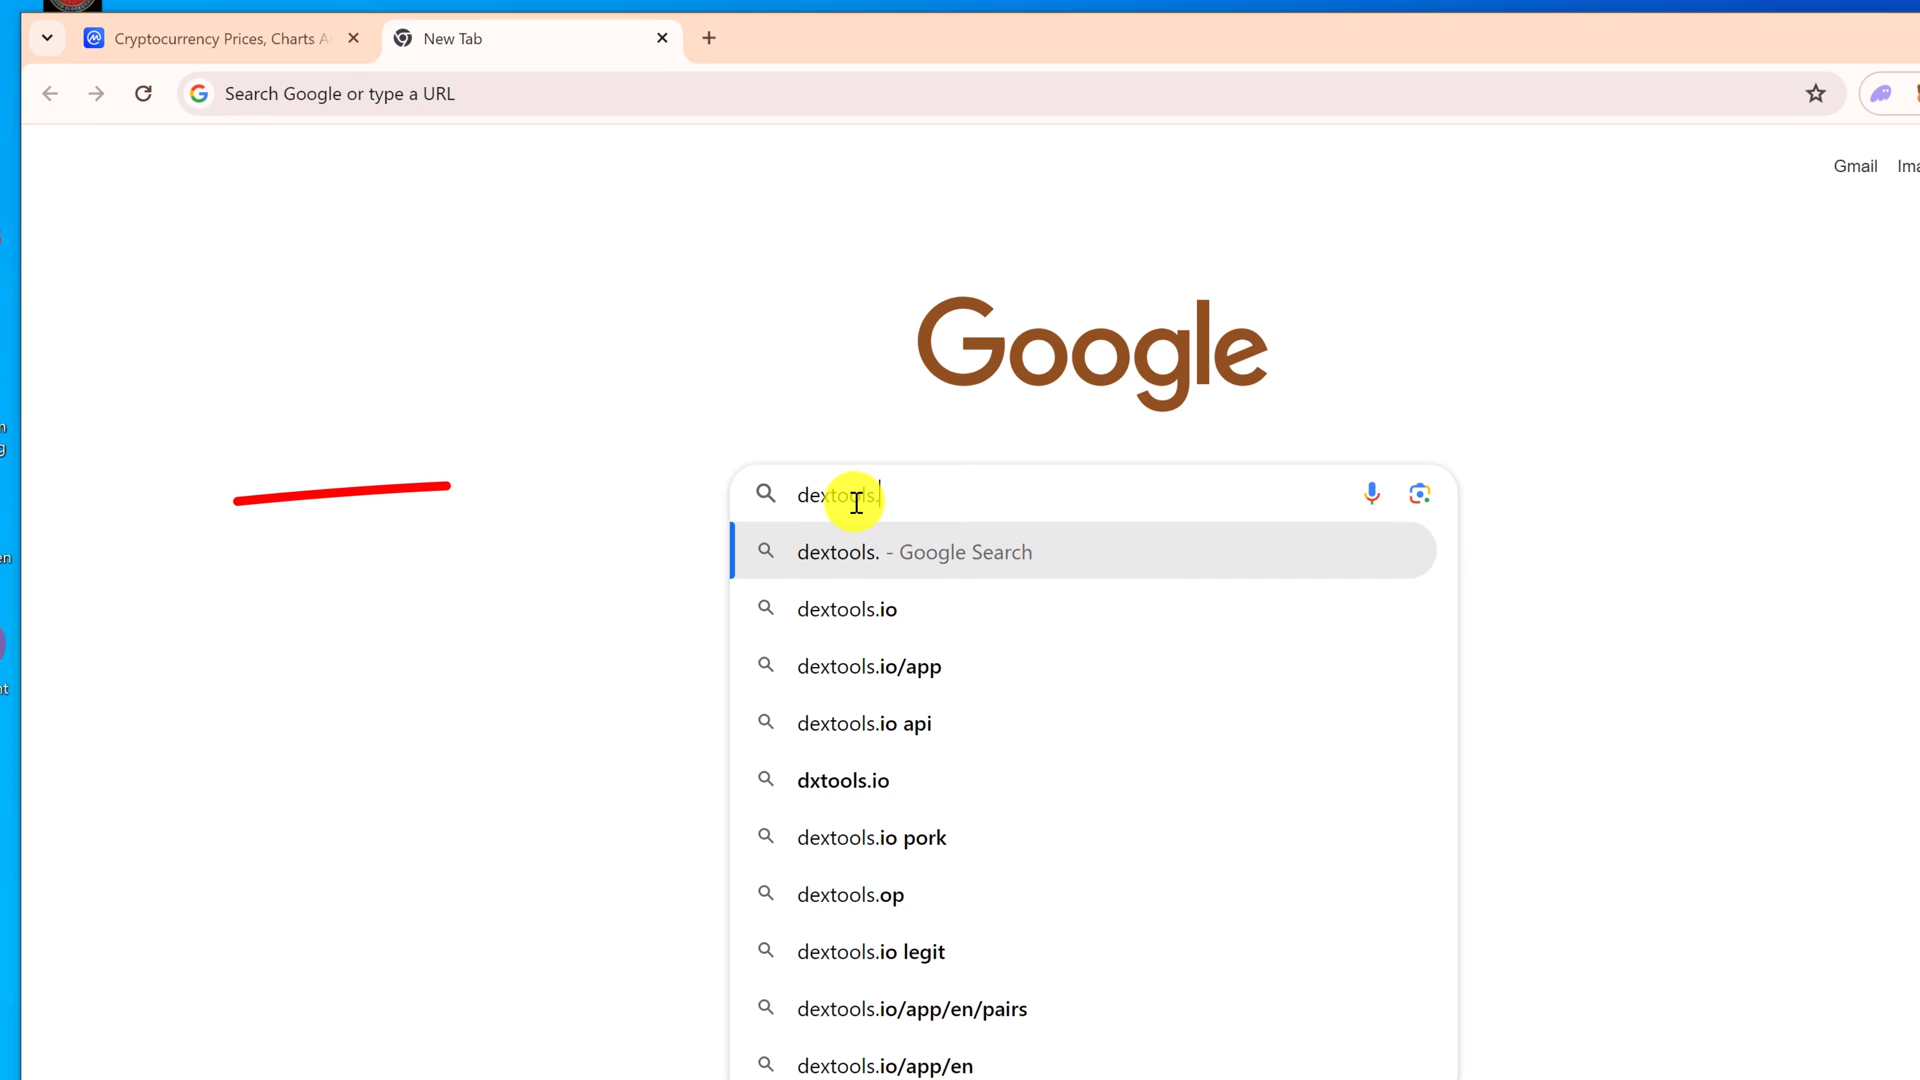 Cryptocurrency Prices, Charts A
New Tab
Search Google or type a URL
Gmail
Ima
Google
dextools.
dextools. - Google Search
dextools.io
dextools.io/app
dextools.io api
dxtools.io
dextools.io pork
dextools.op
dextools.io legit
dextools.io/app/en/pairs
dextools.io/app/en